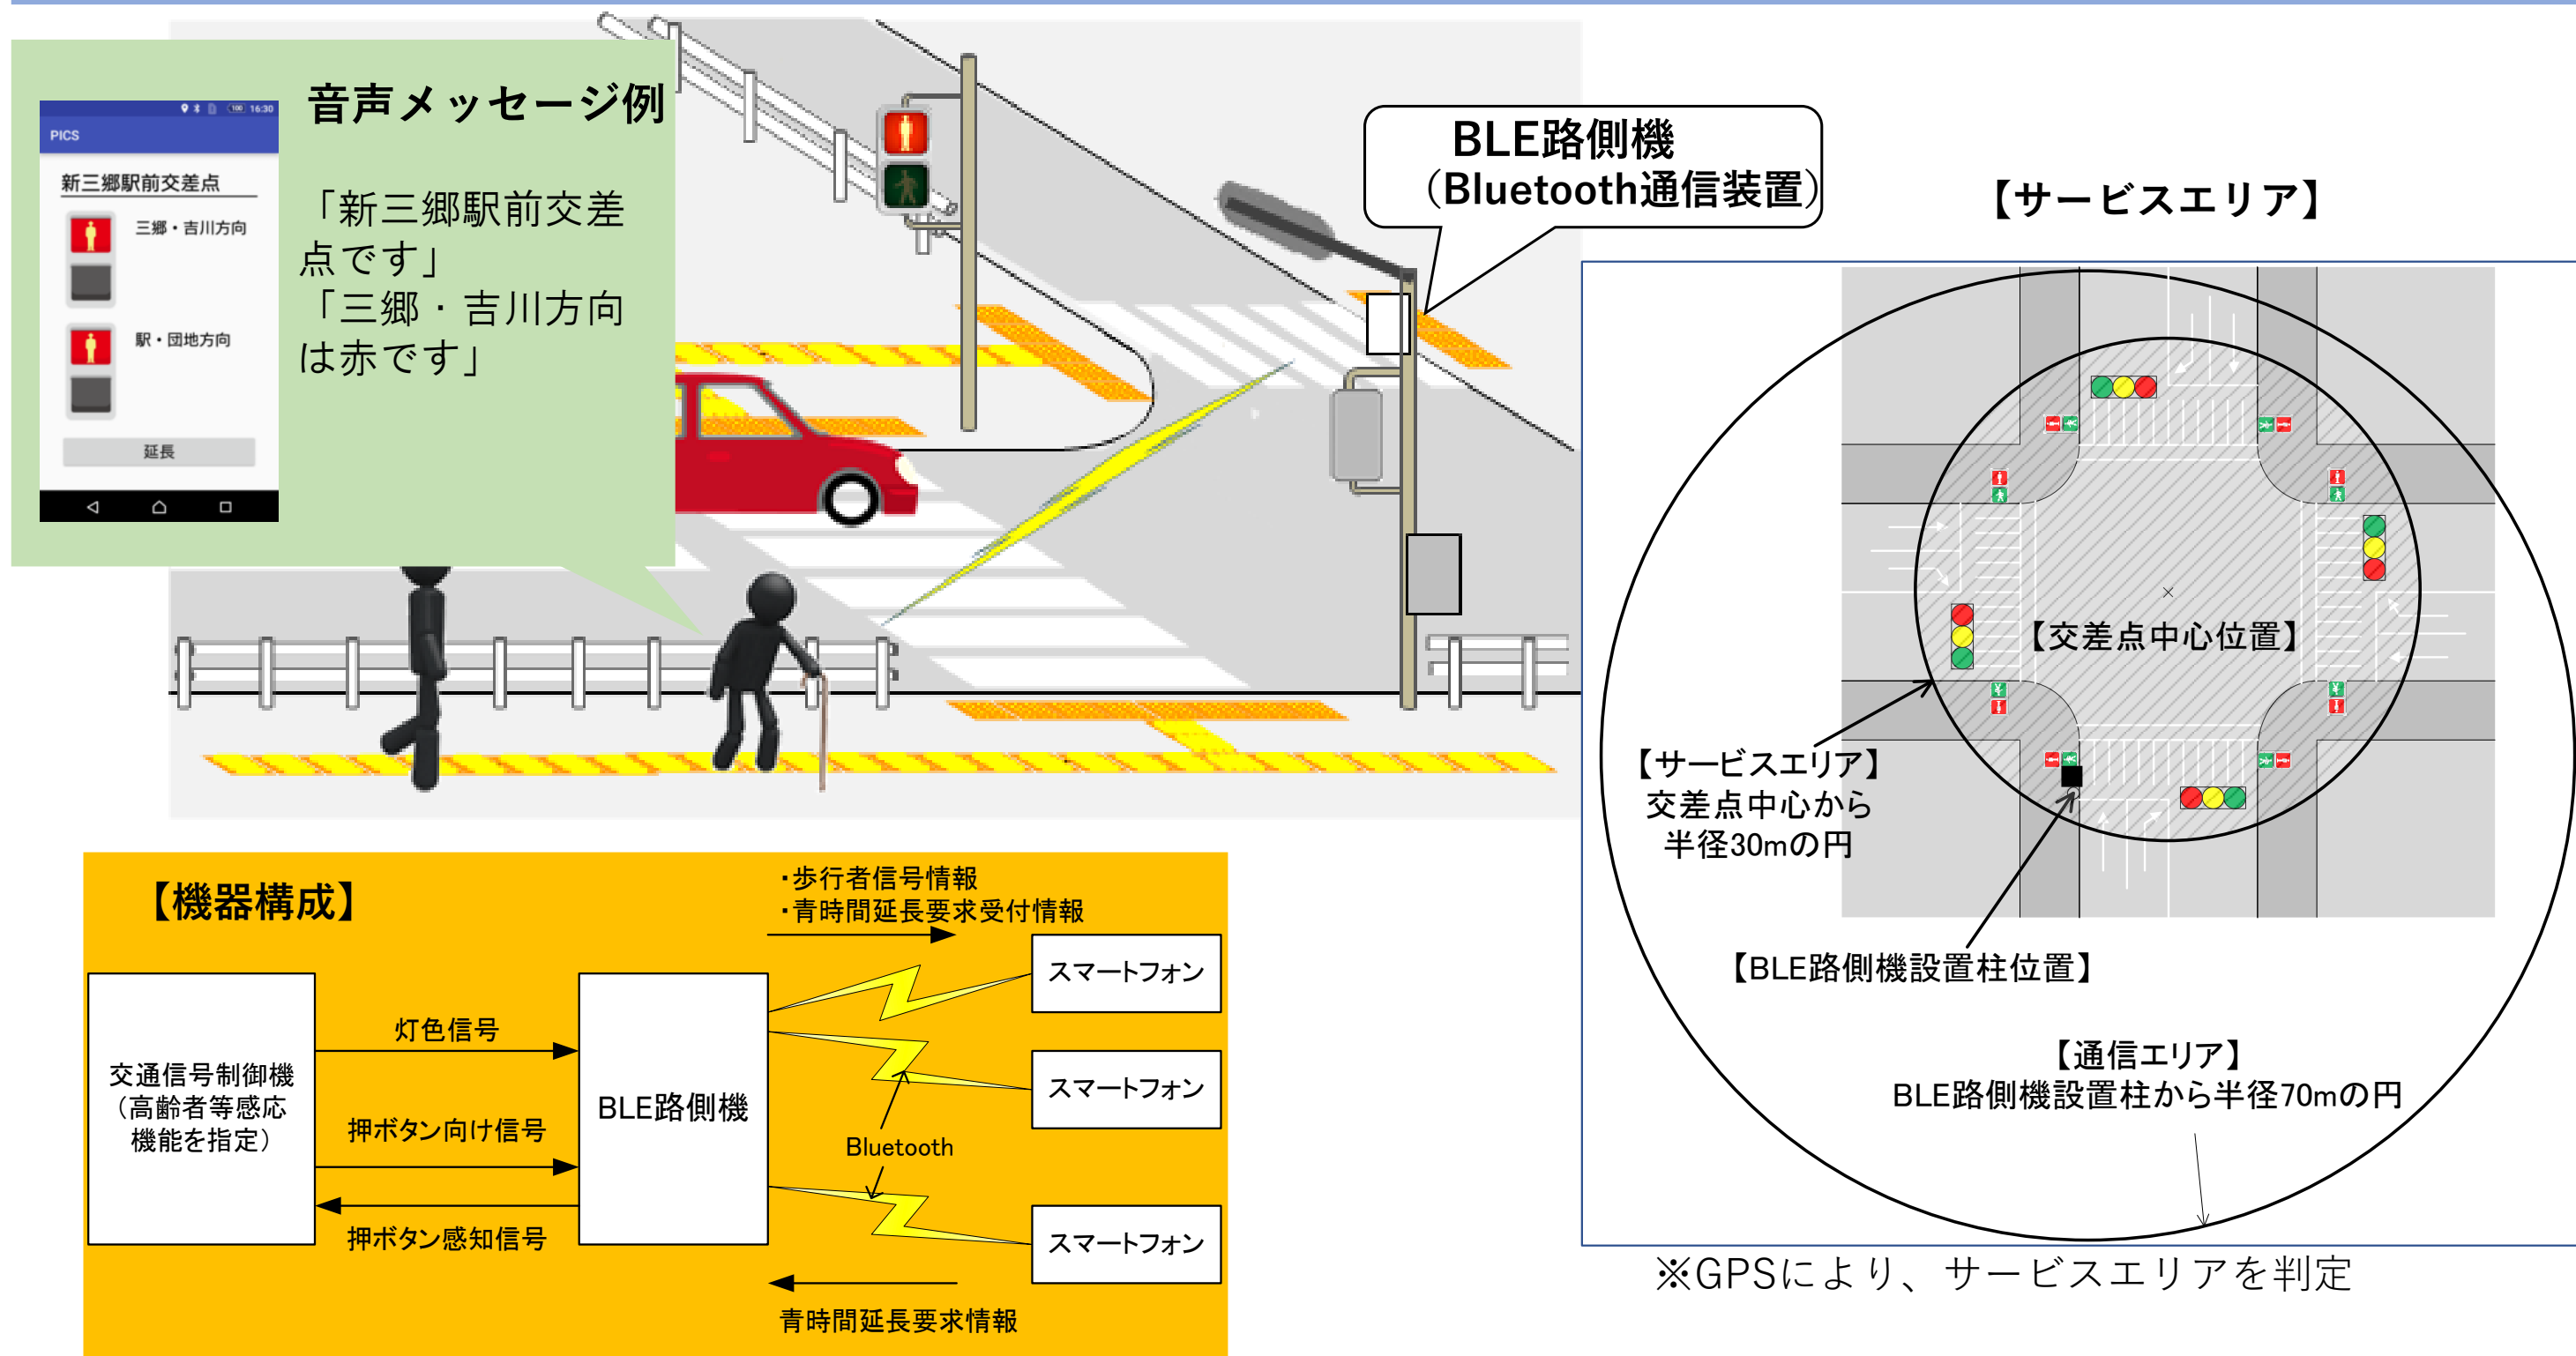 100 16:30
PICS
新三郷駅前交差点
三郷・吉川方向
駅・団地方向
延長
音声メッセージ例
「新三郷駅前交差
点です」
「三郷・吉川方向
は赤です」
BLE路側機
（Bluetooth通信装置）
【サービスエリア】
【交差点中心位置】
【サービスエリア】
交差点中心から
半径30mの円
【BLE路側機設置柱位置】
【通信エリア】
BLE路側機設置柱から半径70mの円
※GPSにより、サービスエリアを判定
【機器構成】
・歩行者信号情報
・青時間延長要求受付情報
交通信号制御機
（高齢者等感応
機能を指定）
灯色信号
押ボタン向け信号
押ボタン感知信号
BLE路側機
Bluetooth
スマートフォン
スマートフォン
スマートフォン
青時間延長要求情報